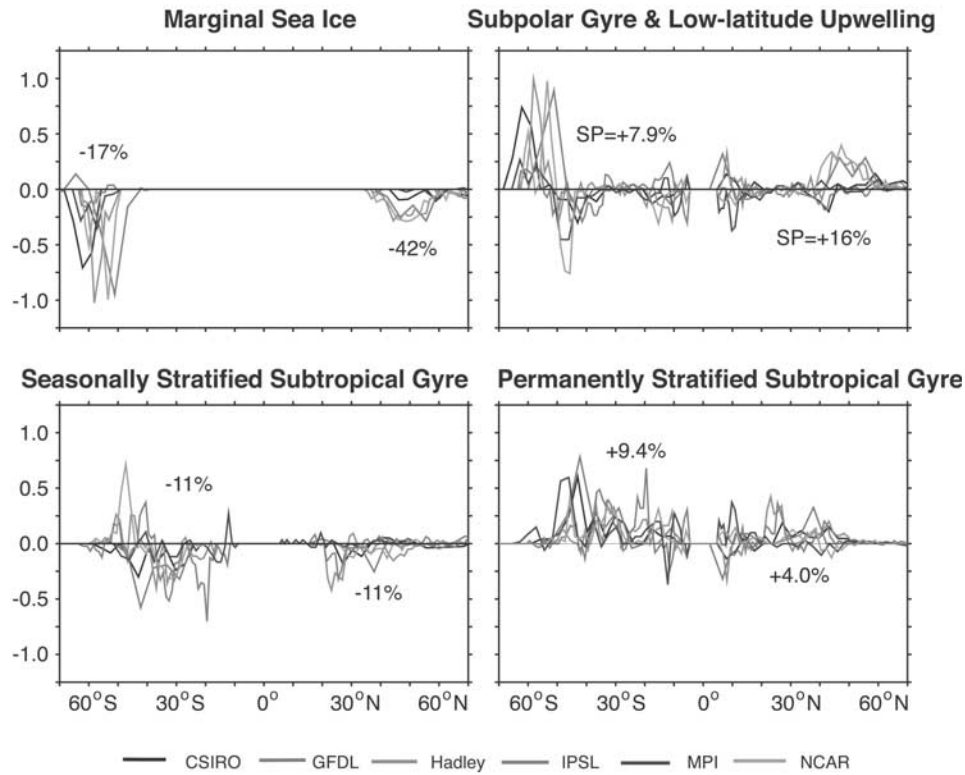 Marginal Sea Ice
Subpolar Gyre & Low-latitude Upwelling
1.0
0.5
0.0
-0.5
-1.0
-17%
-42%
SP=+7.9%
SP=+16%
Seasonally Stratified Subtropical Gyre
Permanently Stratified Subtropical Gyre
1.0
0.5
0.0
-0.5
-1.0
-11%
-11%
+9.4%
+4.0%
60°S 30°S 0° 30°N 60°N
60°S 30°S 0° 30°N 60°N
CSIRO GFDL Hadley IPSL MPI NCAR